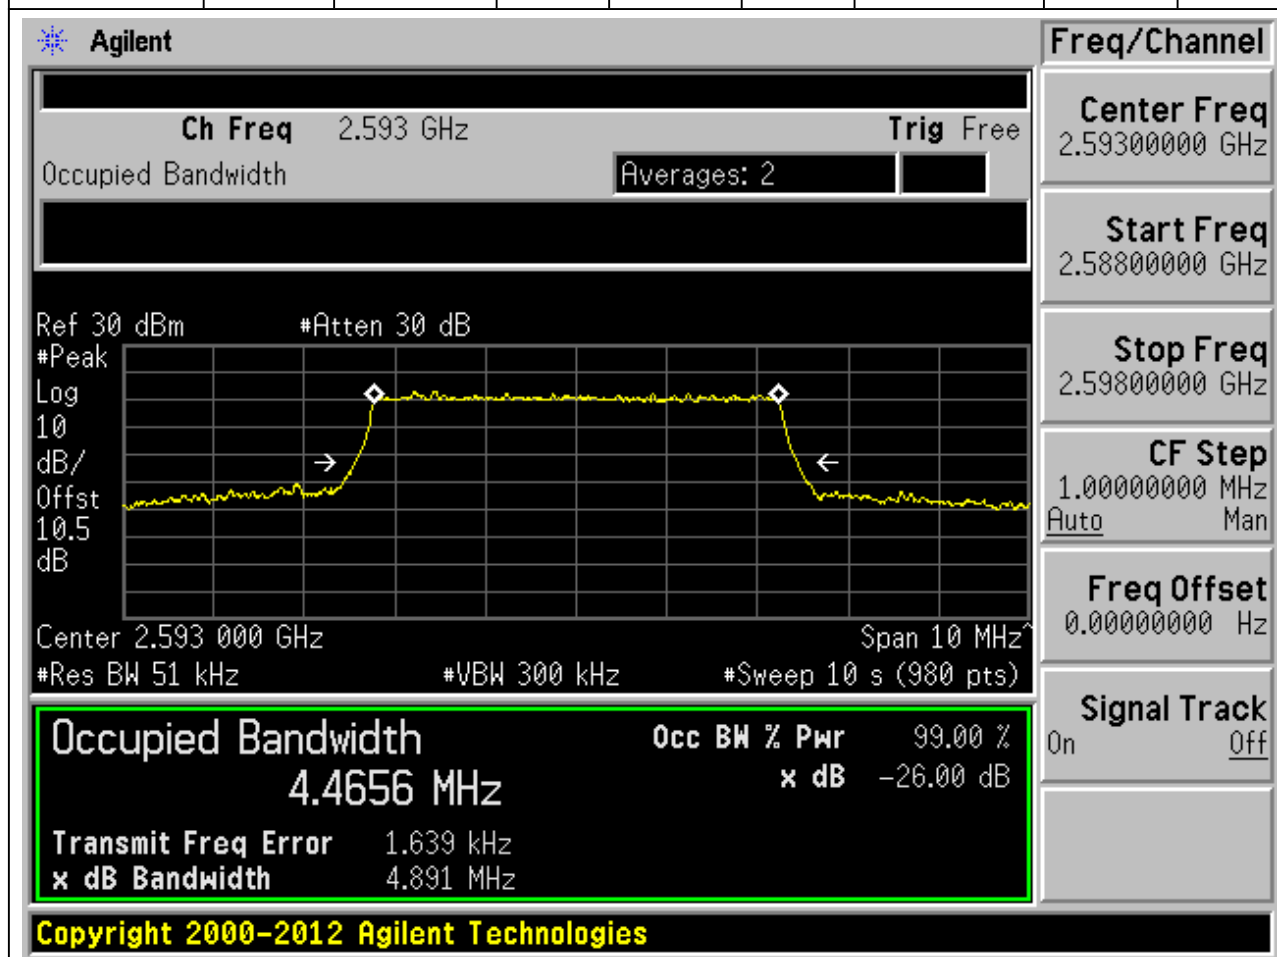 Agilent
Freq/Channel
Ch Freq 2.593 GHz Trig Free
Occupied Bandwidth Averages: 2
Ref 30 dBm #Atten 30 dB
#Peak
Log
10
dB/
Offst
10.5
dB
Center 2.593 000 GHz Span 10 MHz^
#Res BW 51 kHz #VBW 300 kHz #Sweep 10 s (980 pts)
Occupied Bandwidth Occ BW % Pwr 99.00 %
4.4656 MHz x dB -26.00 dB
Transmit Freq Error 1.639 kHz
x dB Bandwidth 4.891 MHz
Copyright 2000-2012 Agilent Technologies
Center Freq
2.59300000 GHz
Start Freq
2.58800000 GHz
Stop Freq
2.59800000 GHz
CF Step
1.00000000 MHz
Auto Man
Freq Offset
0.00000000 Hz
Signal Track
On Off